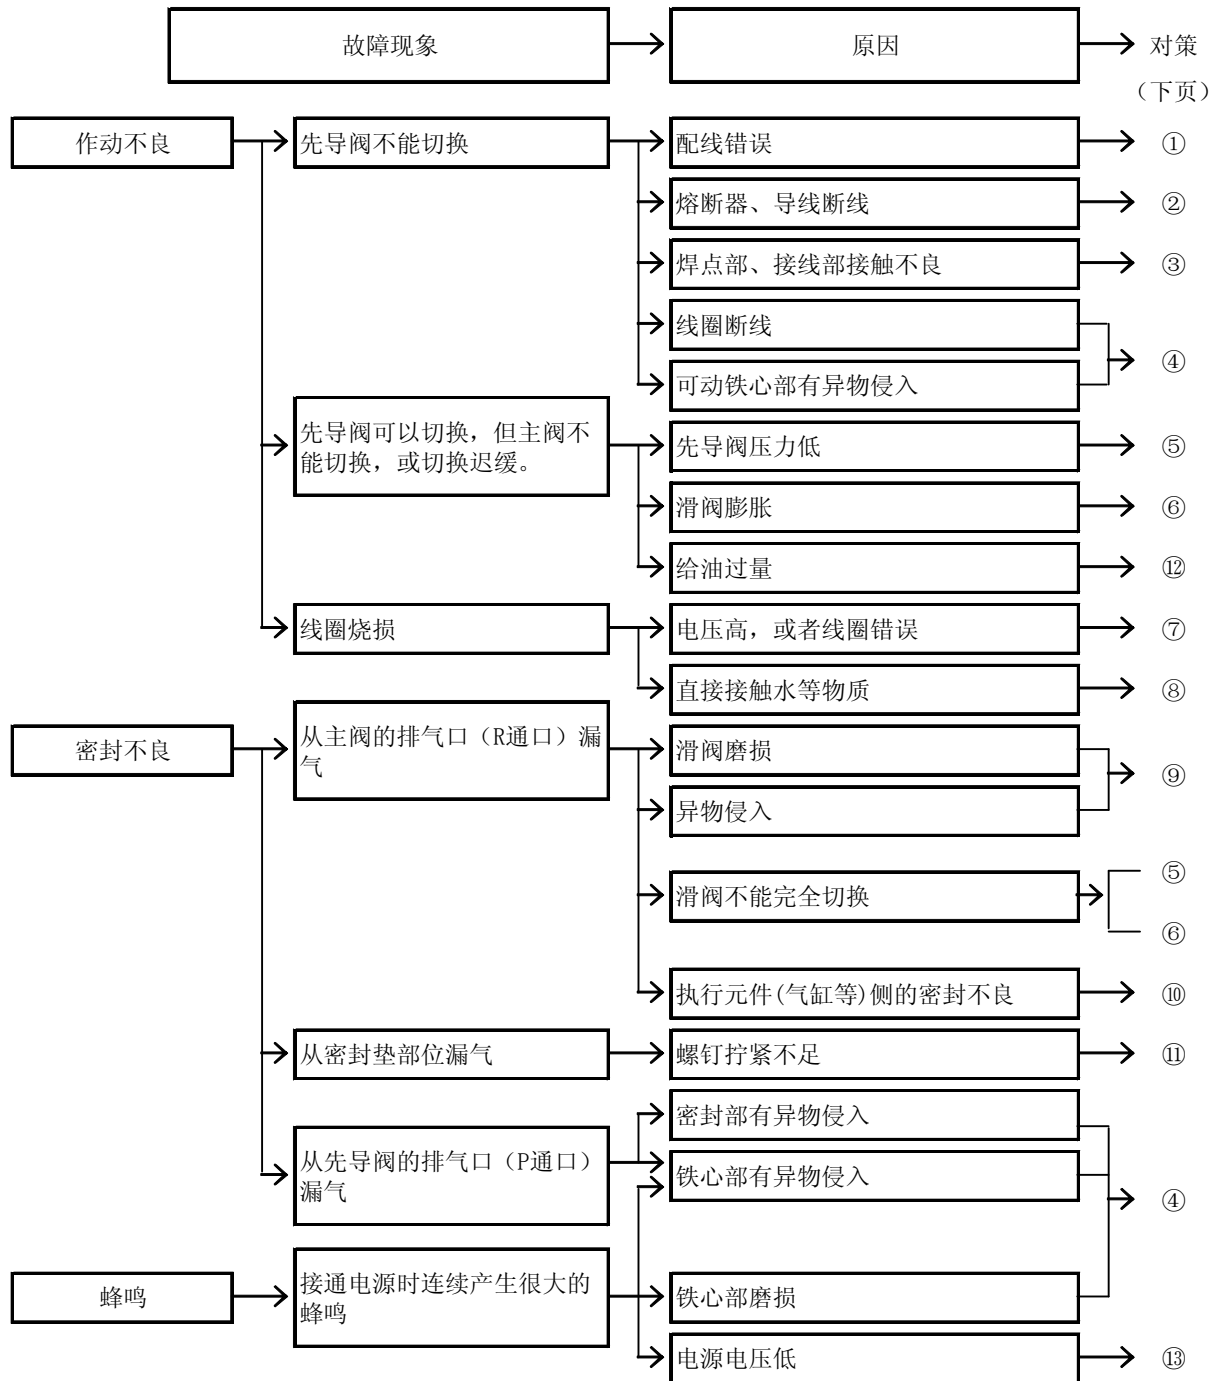 故障现象
原因
对策
（下页）
作动不良
先导阀不能切换
配线错误
①
熔断器、导线断线
②
焊点部、接线部接触不良
③
线圈断线
可动铁心部有异物侵入
④
先导阀可以切换，但主阀不
能切换，或切换迟缓。
先导阀压力低
⑤
滑阀膨胀
⑥
给油过量
⑫
线圈烧损
电压高，或者线圈错误
⑦
直接接触水等物质
⑧
密封不良
从主阀的排气口（R通口）漏
气
滑阀磨损
异物侵入
⑨
滑阀不能完全切换
⑤
⑥
执行元件(气缸等)侧的密封不良
⑩
从密封垫部位漏气
螺钉拧紧不足
⑪
从先导阀的排气口（P通口）
漏气
密封部有异物侵入
铁心部有异物侵入
④
蜂鸣
接通电源时连续产生很大的
蜂鸣
铁心部磨损
电源电压低
⑬